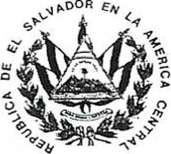 REPUBLICA DE EL SALVADOR EN LA AMERICA CENTRAL